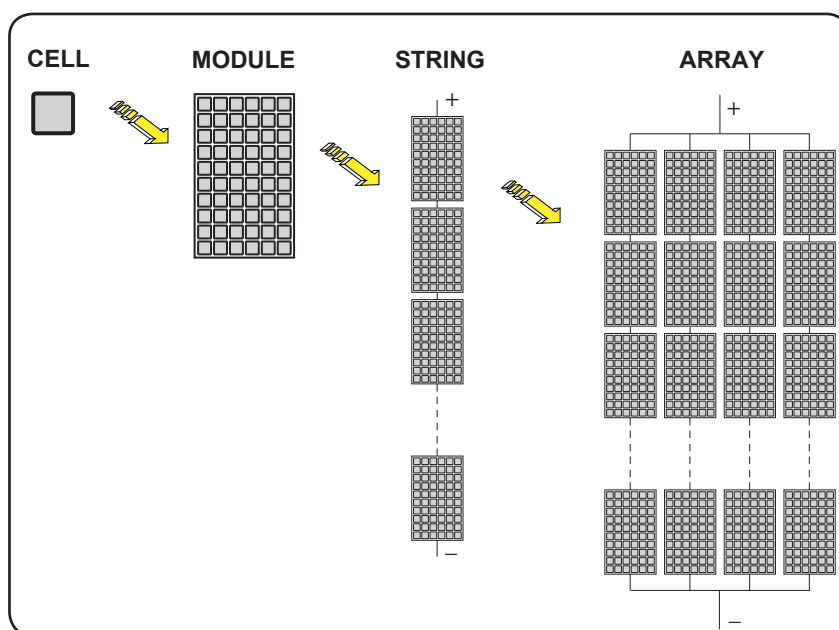 CELL MODULE STRING ARRAY
+ +
–
–